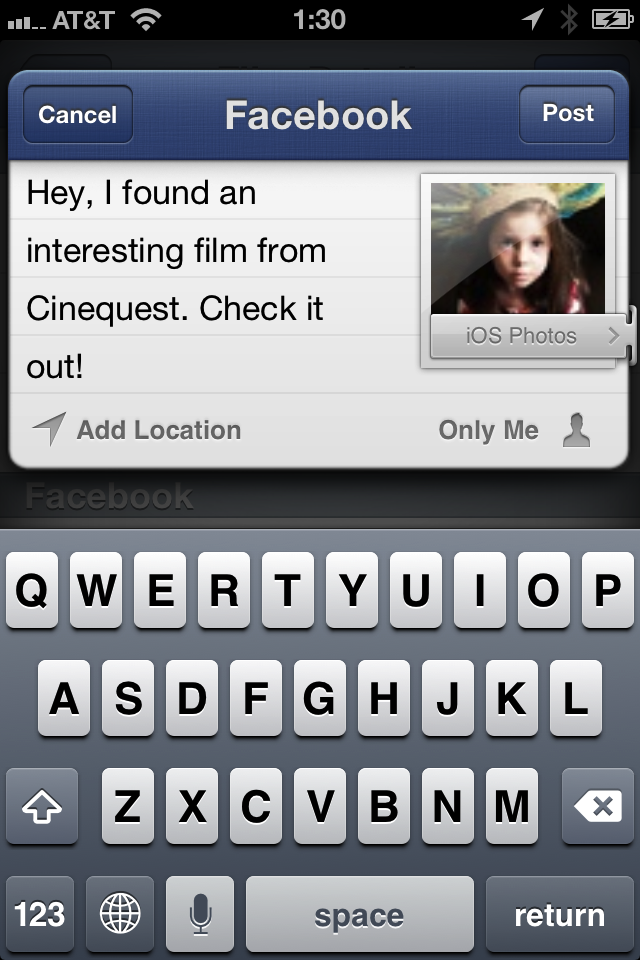 AT&T 1:30
Cancel Facebook Post
Hey, I found an
interesting film from
Cinequest. Check it
out!
iOS Photos
Add Location Only Me
Facebook
Q W E R T Y U I O P
A S D F G H J K L
Z X C V B N M
123 space return